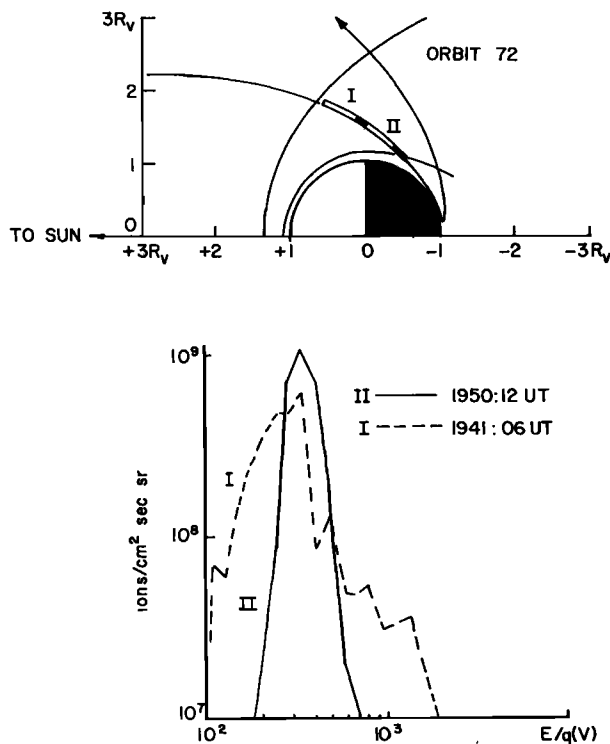 3Rᵥ
ORBIT 72
2
I
II
1
0
TO SUN
+3Rᵥ +2 +1 0 -1 -2 -3Rᵥ
10⁹
II 1950:12 UT
I 1941:06 UT
I
10⁸
II
Ions/cm² sec sr
10⁷
10² 10³ E/q(V)